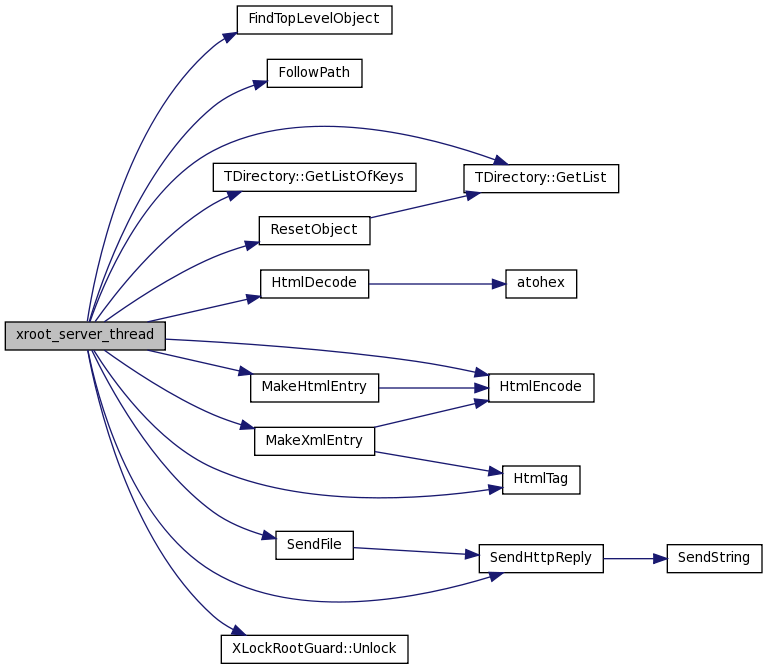 FindTopLevelObject
FollowPath
TDirectory::GetListOfKeys
TDirectory::GetList
ResetObject
HtmlDecode
atohex
xroot_server_thread
MakeHtmlEntry
HtmlEncode
MakeXmlEntry
HtmlTag
SendFile
SendHttpReply
SendString
XLockRootGuard::Unlock